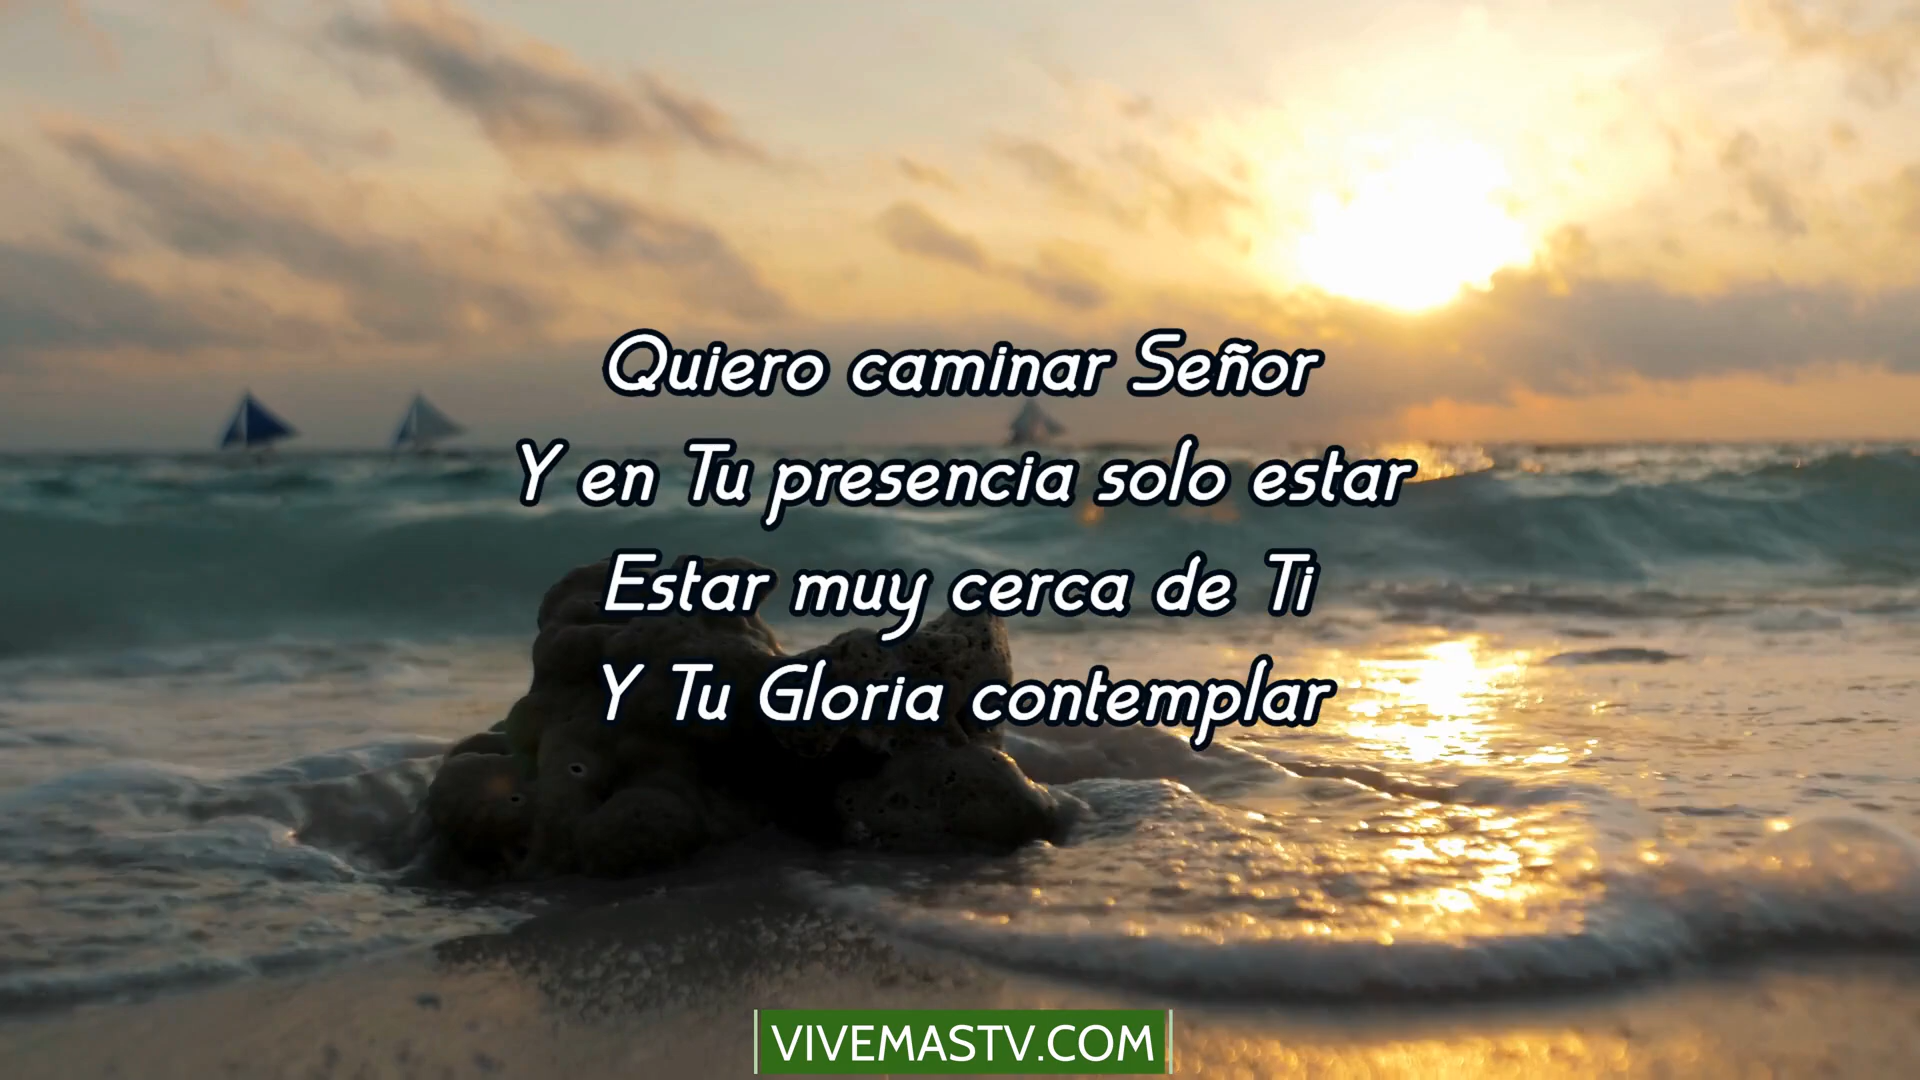 Quiero caminar Señor
Y en Tu presencia solo estar
Estar muy cerca de Ti
Y Tu Gloria contemplar
VIVEMASTV.COM